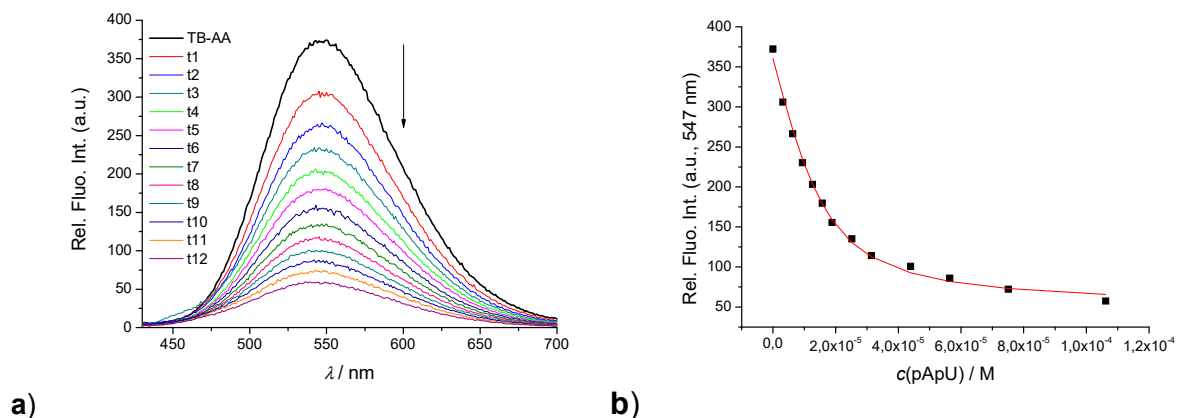 Rel. Fluo. Int. (a.u.)
400
350
300
250
200
150
100
50
0
TB-AA
t1
t2
t3
t4
t5
t6
t7
t8
t9
t10
t11
t12
450 500 550 600 650 700
λ / nm
a)
Rel. Fluo. Int. (a.u., 547 nm)
400
350
300
250
200
150
100
50
0,0 2,0x10⁻⁵ 4,0x10⁻⁵ 6,0x10⁻⁵ 8,0x10⁻⁵ 1,0x10⁻⁴ 1,2x10⁻⁴
c(pApU) / M
b)